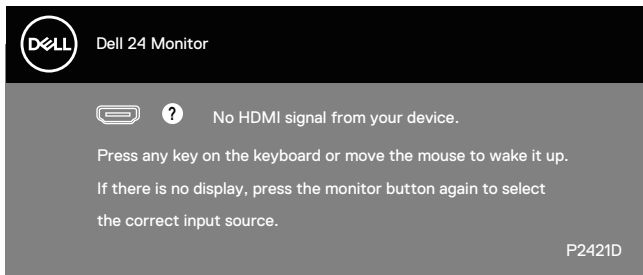 DELL
Dell 24 Monitor
? No HDMI signal from your device.
Press any key on the keyboard or move the mouse to wake it up.
If there is no display, press the monitor button again to select
the correct input source.
P2421D